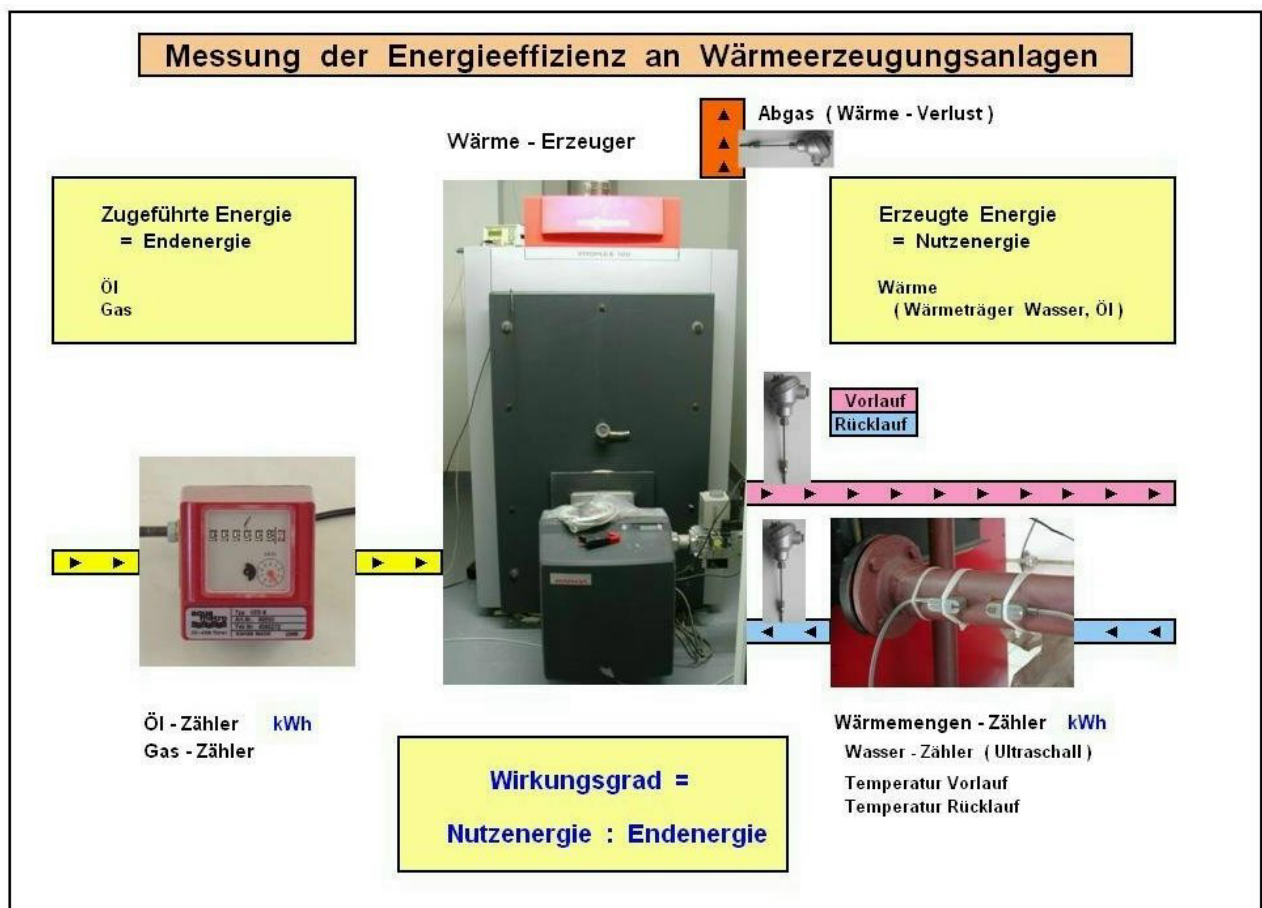 Messung der Energieeffizienz an Wärmeerzeugungsanlagen
Abgas ( Wärme - Verlust )
Wärme - Erzeuger
Zugeführte Energie
= Endenergie
Öl
Gas
Erzeugte Energie
= Nutzenergie
Wärme
( Wärmeträger Wasser, Öl )
Vorlauf
Rücklauf
Öl - Zähler kWh
Gas - Zähler
Wärmemengen - Zähler kWh
Wasser - Zähler ( Ultraschall )
Temperatur Vorlauf
Temperatur Rücklauf
Wirkungsgrad =
Nutzenergie : Endenergie